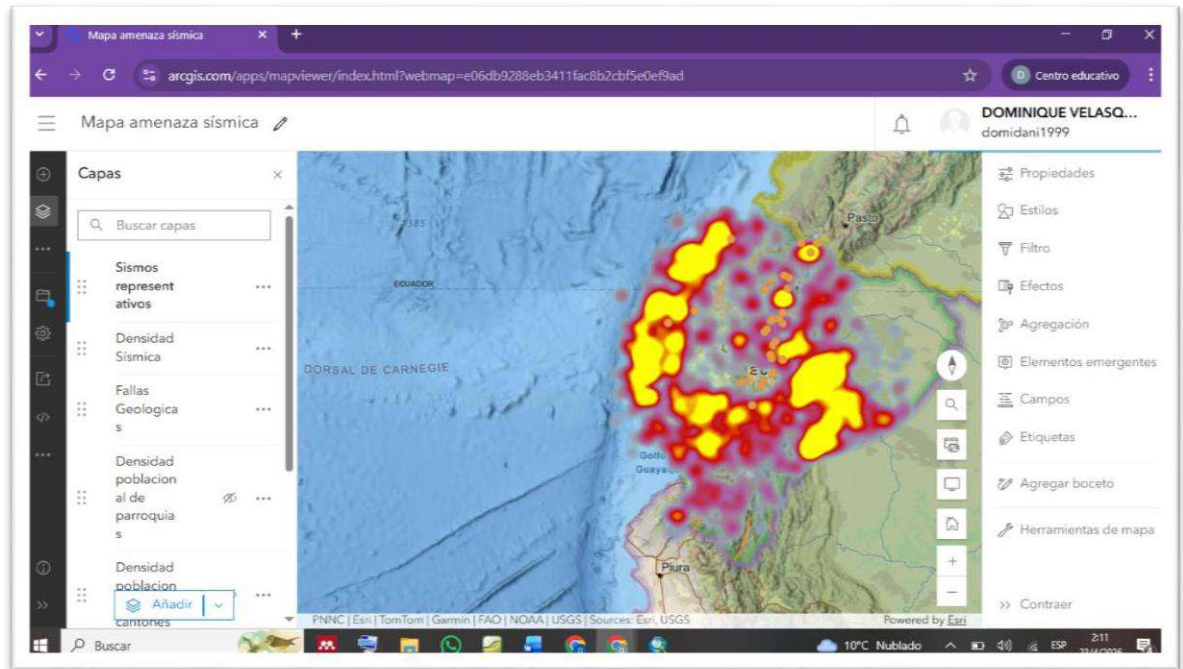 Mapa amenaza sísmica
arcgis.com/apps/mapviewer/index.html?webmap=e06db9288eb3411fac8b2cbf5e0ef9ad
D Centro educativo
Mapa amenaza sísmica
DOMINIQUE VELASQ...
domidani1999
Capas
Buscar capas
Sismos
represent
ativos
Densidad
Sísmica
Fallas
Geologica
s
Densidad
poblacion
al de
parroquia
s
Densidad
poblacion
cantones
Añadir
Pasto
ECUADOR
DORSAL DE CARNEGIE
E C
Golfo
Guaya
Piura
PNNC | Esri | TomTom | Garmin | FAO | NOAA | USGS | Sources: Esri, USGS
Powered by Esri
Propiedades
Estilos
Filtro
Efectos
Agregación
Elementos emergentes
Campos
Etiquetas
Agregar boceto
Herramientas de mapa
Contraer
Buscar
10°C Nublado
ESP
2:11